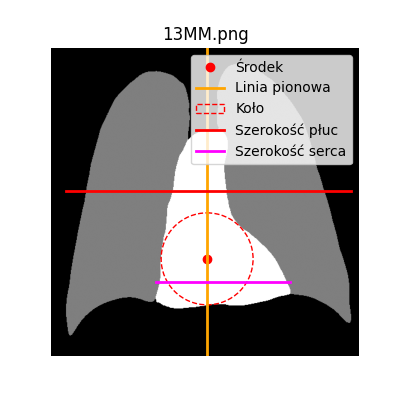 13MM.png
Środek
Linia pionowa
Koło
Szerokość płuc
Szerokość serca